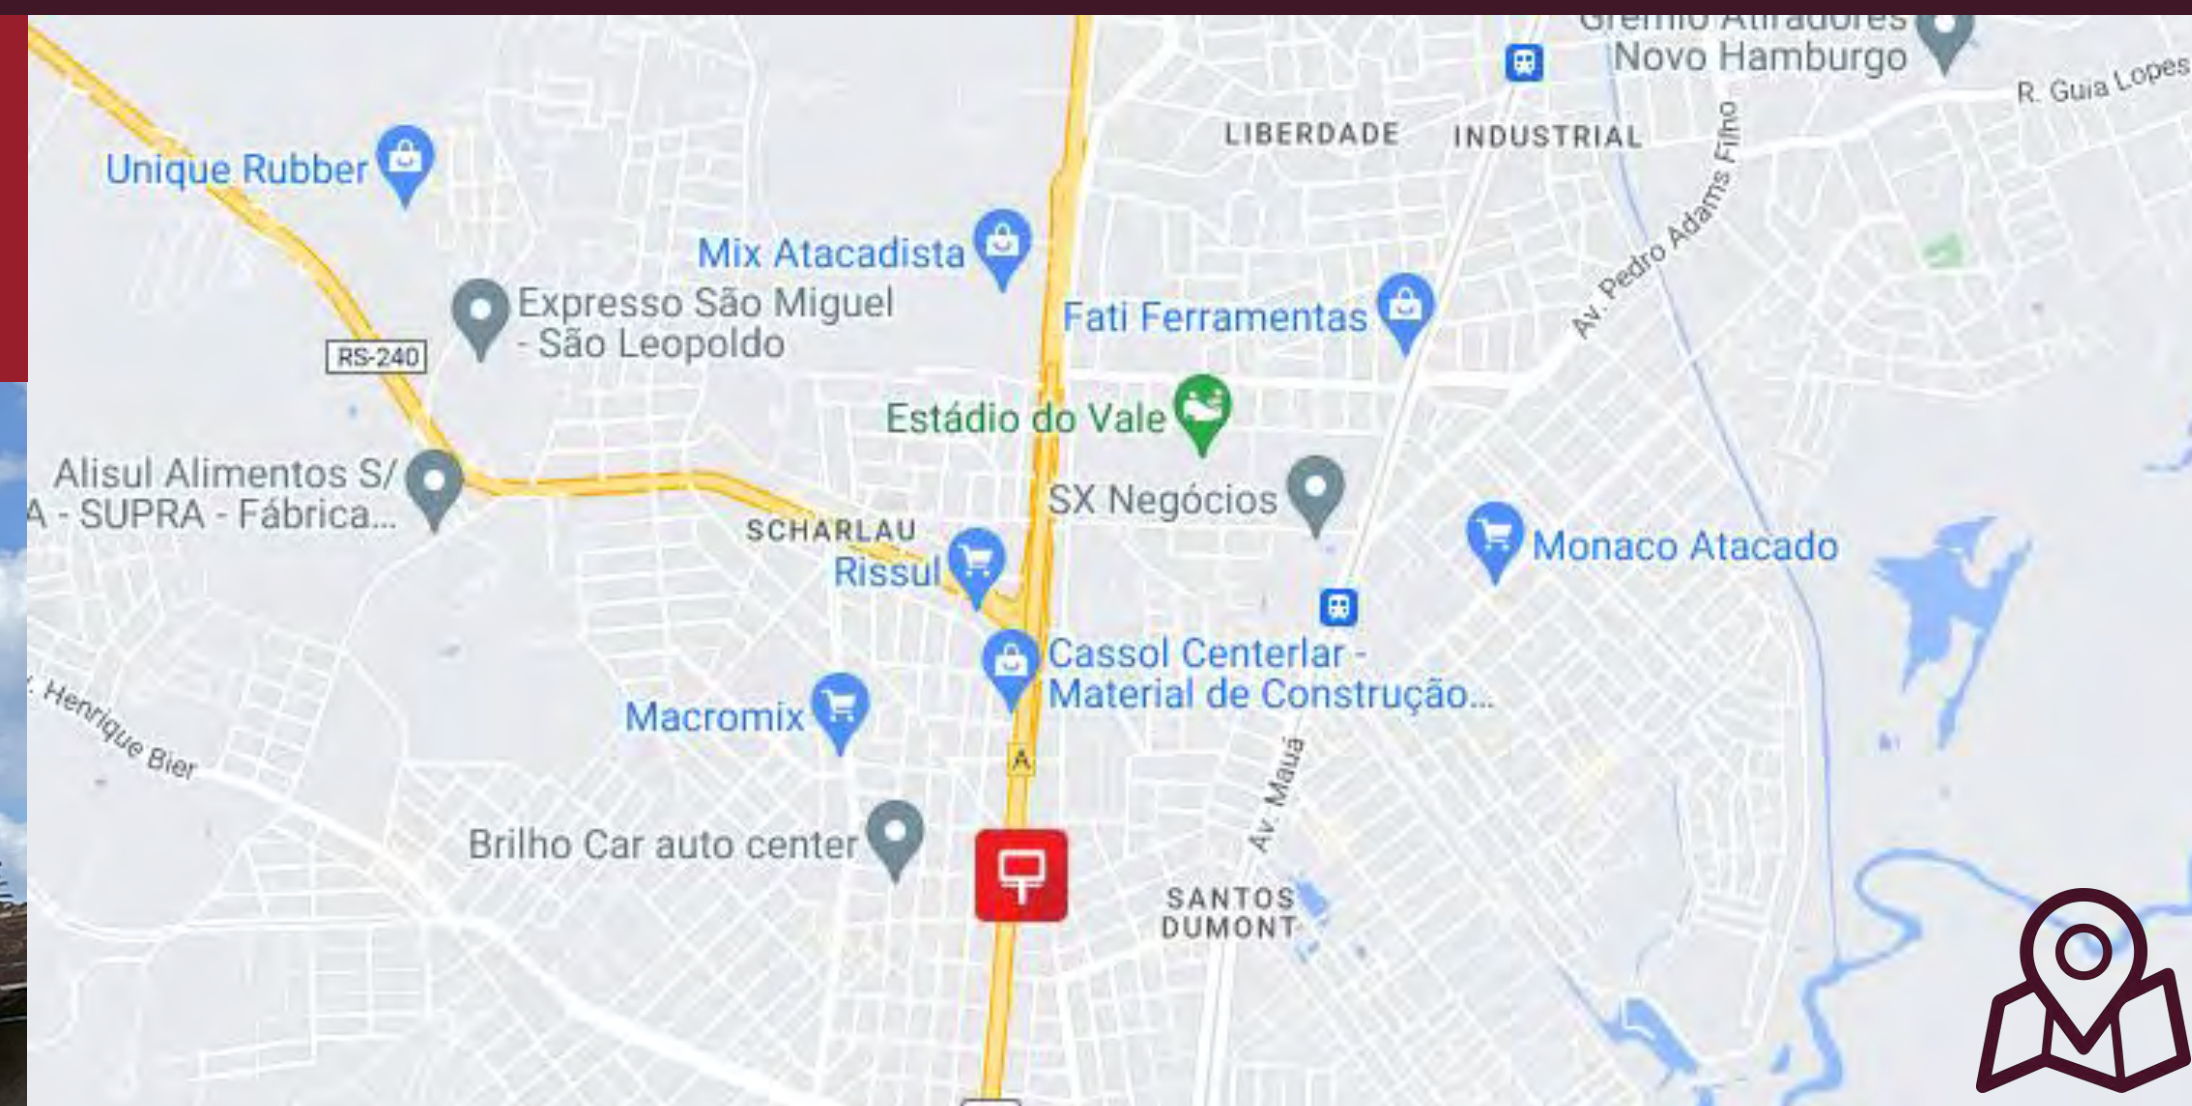 Grêmio Atiradores
Novo Hamburgo
R. Guia Lopes
LIBERDADE
INDUSTRIAL
Unique Rubber
Av. Pedro Adams Filho
Mix Atacadista
Expresso São Miguel
- São Leopoldo
Fati Ferramentas
RS-240
Estádio do Vale
Alisul Alimentos S/
A - SUPRA - Fábrica...
SX Negócios
SCHARLAU
Rissul
Monaco Atacado
Cassol Centerlar -
Material de Construção...
Henrique Bier
Macromix
A
Av. Mauá
Brilho Car auto center
SANTOS
DUMONT